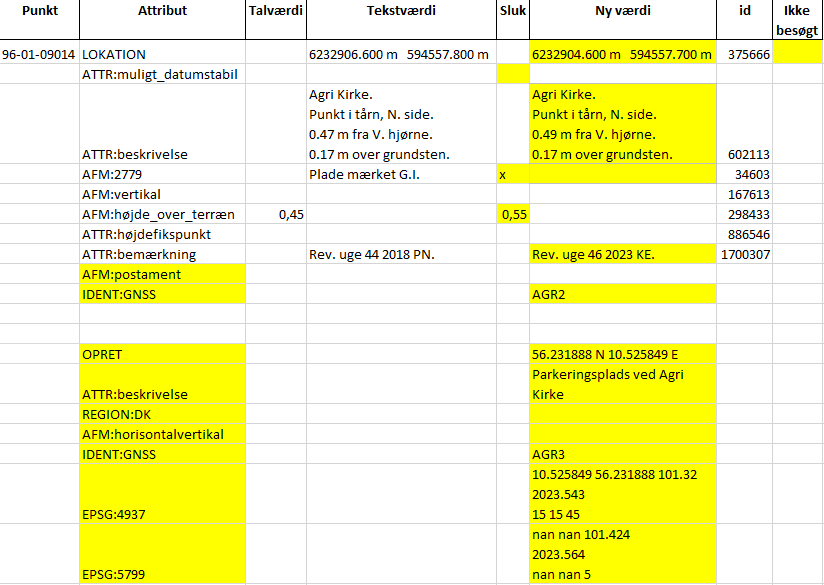 Punkt Attribut Talværdi Tekstværdi Sluk Ny værdi id Ikke besøgt
96-01-09014 LOKATION 6232906.600 m 594557.800 m 6232904.600 m 594557.700 m 375666
ATTR:muligt_datumstabil
Agri Kirke. Agri Kirke.
Punkt i tårn, N. side. Punkt i tårn, N. side.
0.47 m fra V. hjørne. 0.49 m fra V. hjørne.
ATTR:beskrivelse 0.17 m over grundsten. 0.17 m over grundsten. 602113
AFM:2779 Plade mærket G.I. x 34603
AFM:vertikal 167613
AFM:højde_over_terræn 0,45 0,55 298433
ATTR:højdefikspunkt 886546
ATTR:bemærkning Rev. uge 44 2018 PN. Rev. uge 46 2023 KE. 1700307
AFM:postament
IDENT:GNSS AGR2
OPRET 56.231888 N 10.525849 E
Parkeringsplads ved Agri
ATTR:beskrivelse Kirke
REGION:DK
AFM:horisontalvertikal
IDENT:GNSS AGR3
10.525849 56.231888 101.32
2023.543
EPSG:4937 15 15 45
nan nan 101.424
2023.564
EPSG:5799 nan nan 5